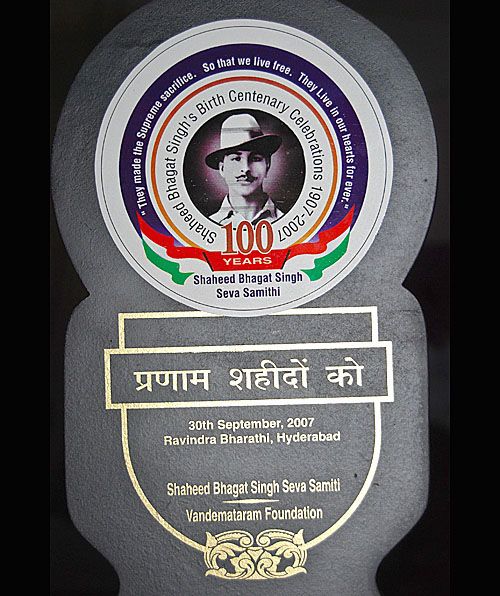 "They made the Supreme sacrifice. So that we live free. They Live in our hearts for ever."
Shaheed Bhagat Singh's Birth Centenary Celebrations 1907-2007
100
YEARS
Shaheed Bhagat Singh
Seva Samithi
प्रणाम शहीदों को
30th September, 2007
Ravindra Bharathi, Hyderabad
Shaheed Bhagat Singh Seva Samiti
Vandemataram Foundation